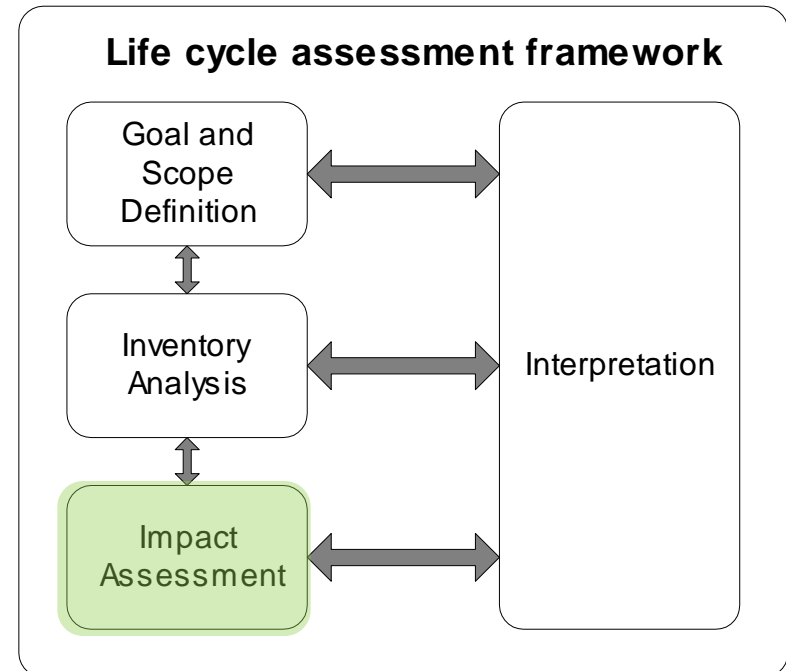 Life cycle assessment framework
Goal and
Scope
Definition
Inventory
Analysis
Interpretation
Impact
Assessment